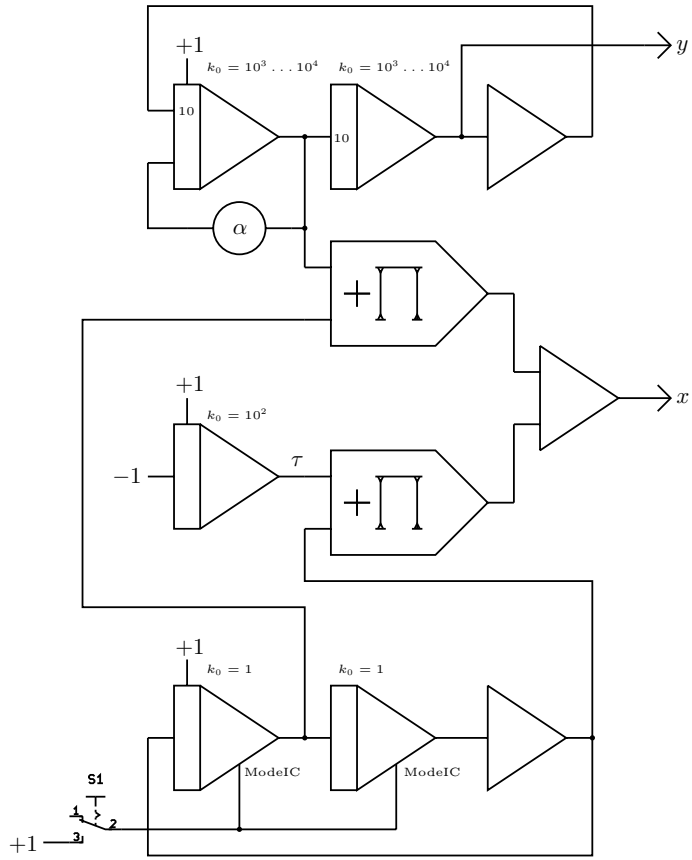 y
+1
k₀ = 10³ ... 10⁴ k₀ = 10³ ... 10⁴
10 10
α
+
+1
k₀ = 10²
x
-1 τ
+
+1
k₀ = 1 k₀ = 1
ModeIC ModeIC
S1
1
2
+1 3